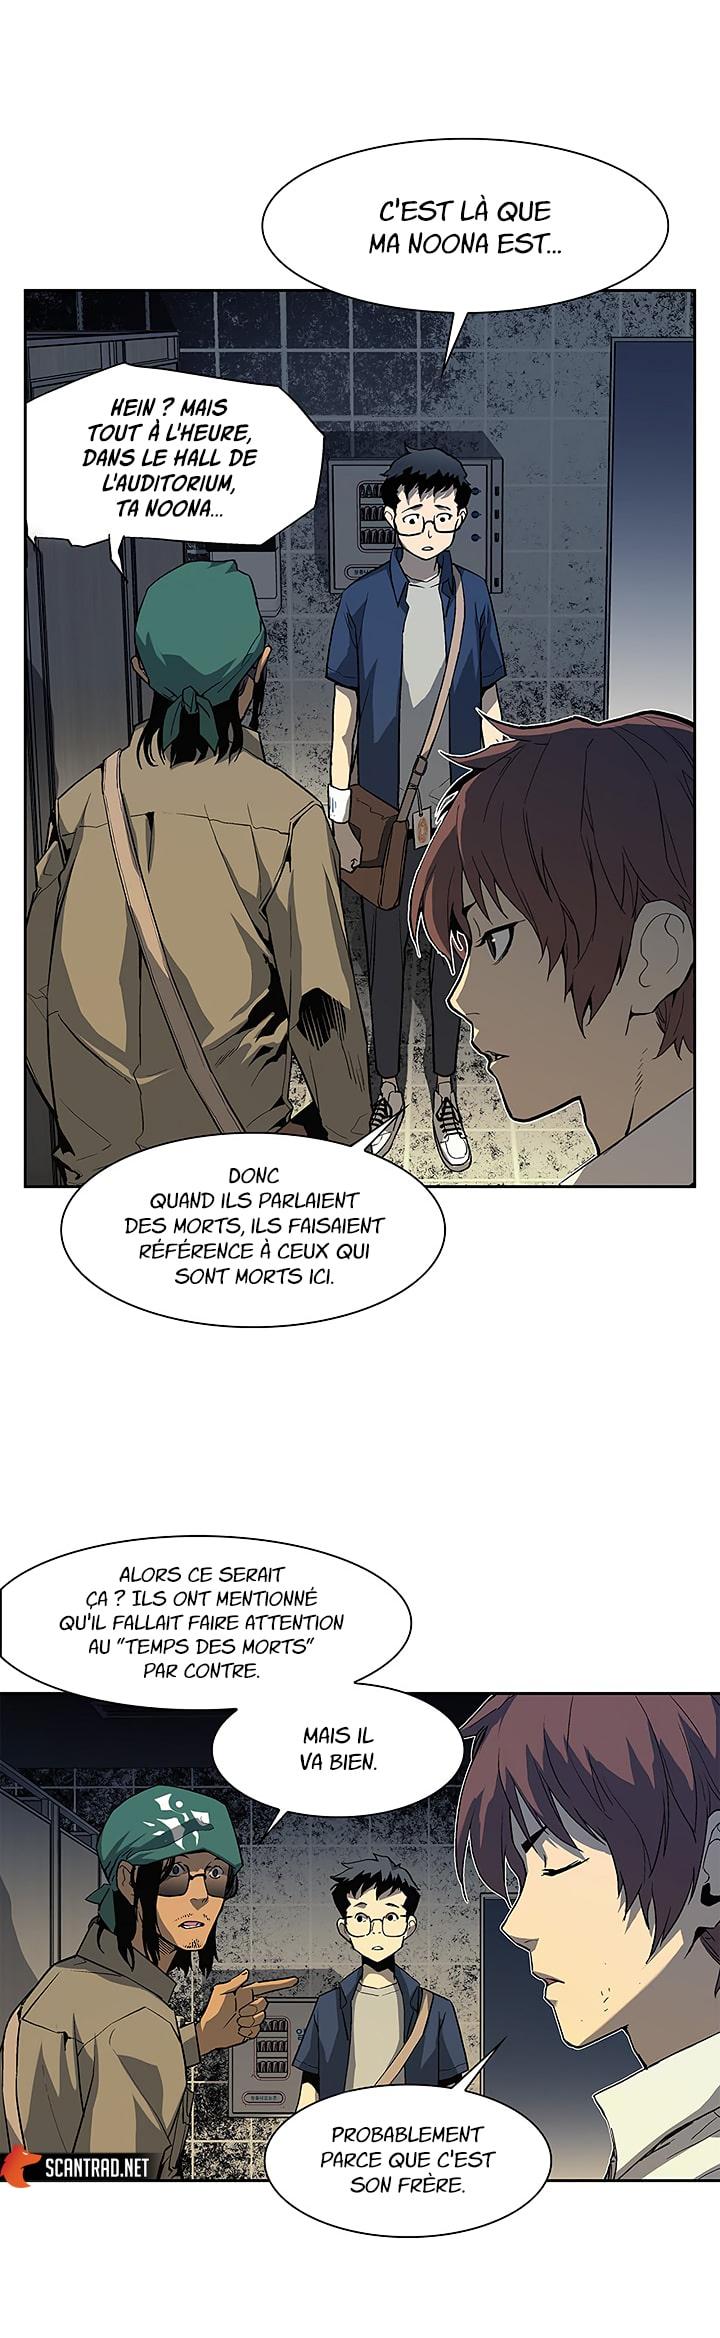 C'EST LÀ QUE
MA NOONA EST...
HEIN ? MAIS
TOUT À L'HEURE,
DANS LE HALL DE
L'AUDITORIUM,
TA NOONA...
DONC
QUAND ILS PARLAIENT
DES MORTS, ILS FAISAIENT
RÉFÉRENCE À CEUX QUI
SONT MORTS ICI.
ALORS CE SERAIT
ÇA ? ILS ONT MENTIONNÉ
QU'IL FALLAIT FAIRE ATTENTION
AU "TEMPS DES MORTS"
PAR CONTRE.
MAIS IL
VA BIEN.
PROBABLEMENT
PARCE QUE C'EST
SON FRÈRE.
SCANTRAD.NET